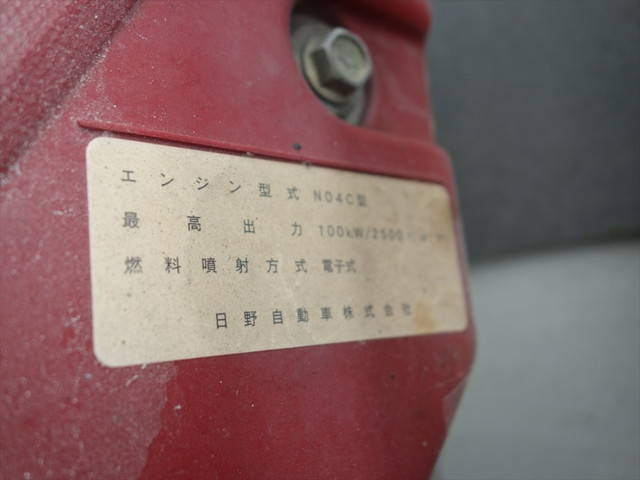 エンジン型式 N04C型
最高出力 100kW/2500
燃料噴射方式 電子式
日野自動車株式会社